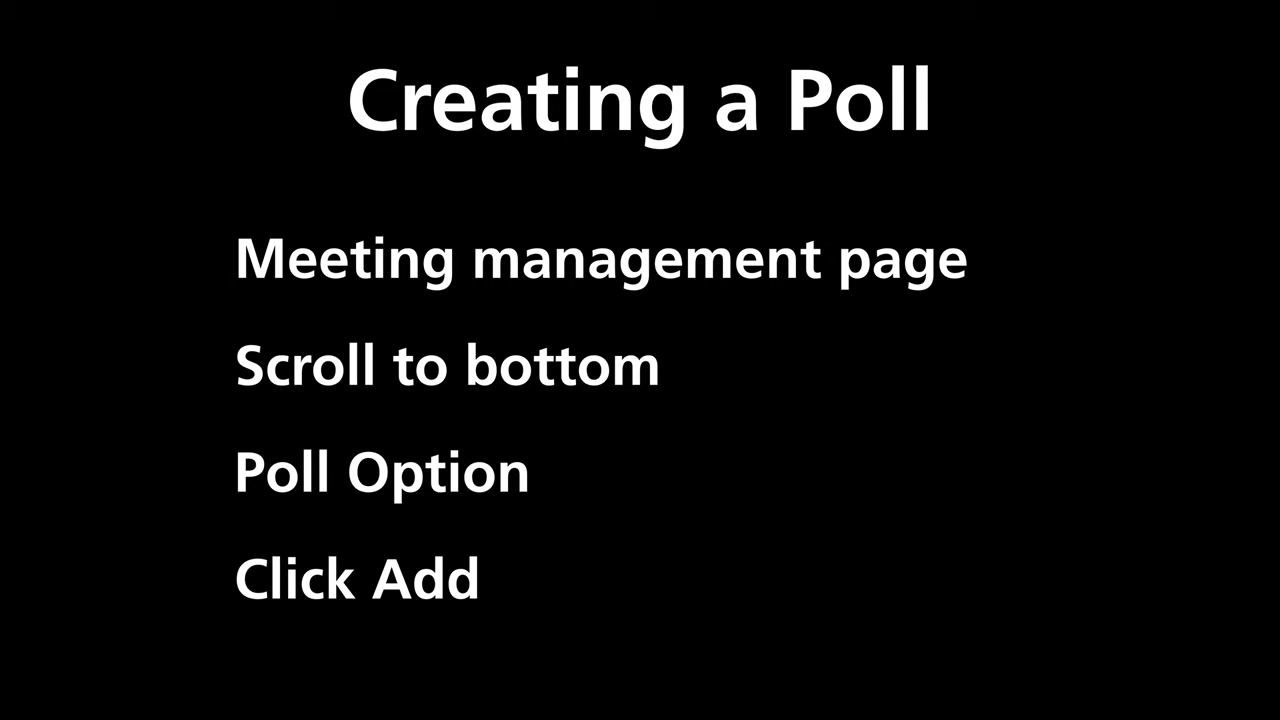 Creating a Poll
Meeting management page
Scroll to bottom
Poll Option
Click Add